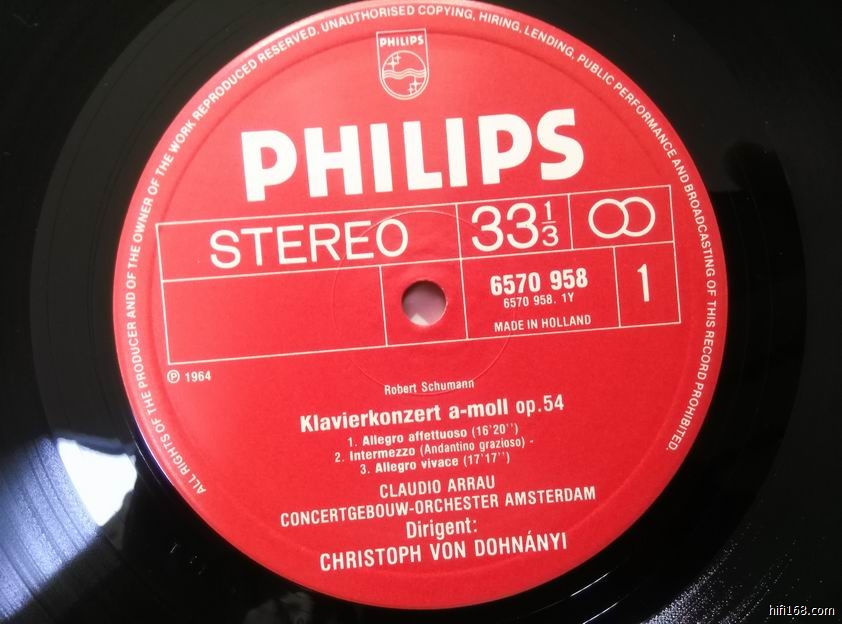 ALL RIGHTS OF THE PRODUCER AND OF THE OWNER OF THE WORK REPRODUCED RESERVED. UNAUTHORISED COPYING, HIRING, LENDING, PUBLIC PERFORMANCE AND BROADCASTING OF THIS RECORD PROHIBITED.
PHILIPS
PHILIPS
STEREO 33 1/3
6570 958 1
6570 958. 1Y
MADE IN HOLLAND
℗ 1964
Robert Schumann
Klavierkonzert a-moll op.54
1. Allegro affettuoso (16'20'')
2. Intermezzo (Andantino grazioso) -
3. Allegro vivace (17'17'')
CLAUDIO ARRAU
CONCERTGEBOUW-ORCHESTER AMSTERDAM
Dirigent:
CHRISTOPH VON DOHNÁNYI
hifi168.com